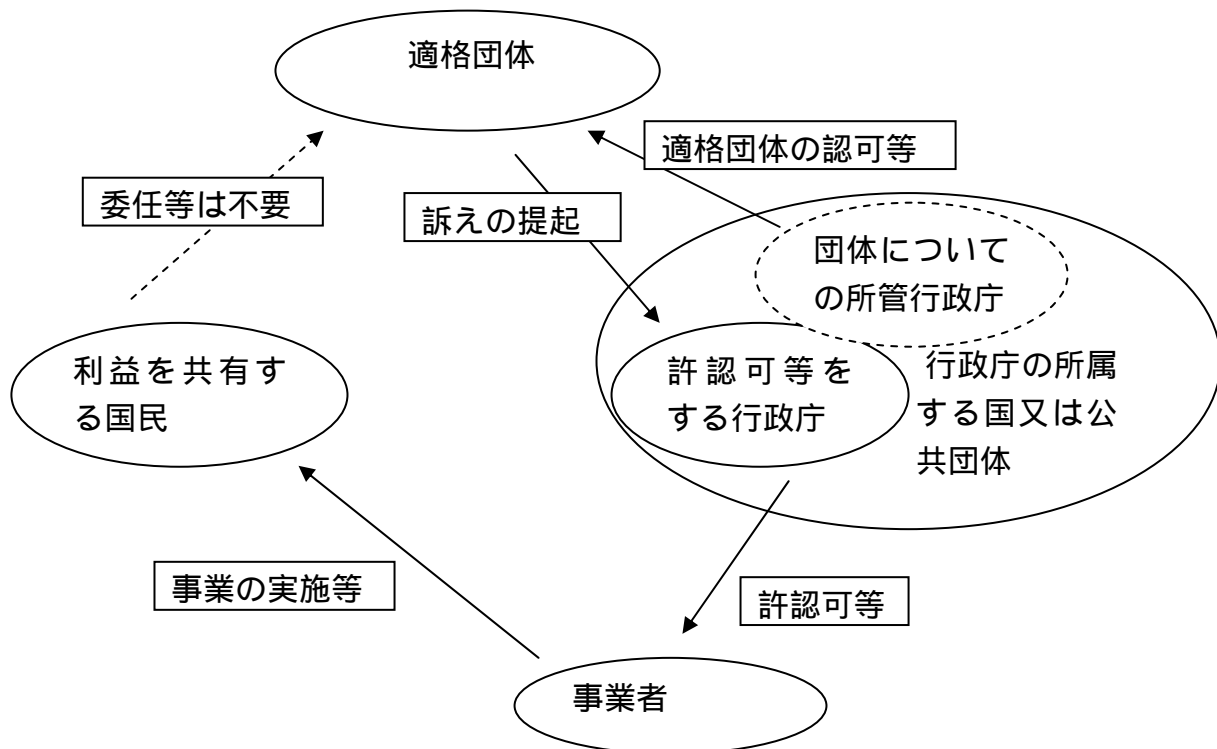 適格団体
適格団体の認可等
委任等は不要
訴えの提起
団体について
の所管行政庁
利益を共有す
る国民
許認可等を
する行政庁
行政庁の所属
する国又は公
共団体
事業の実施等
許認可等
事業者